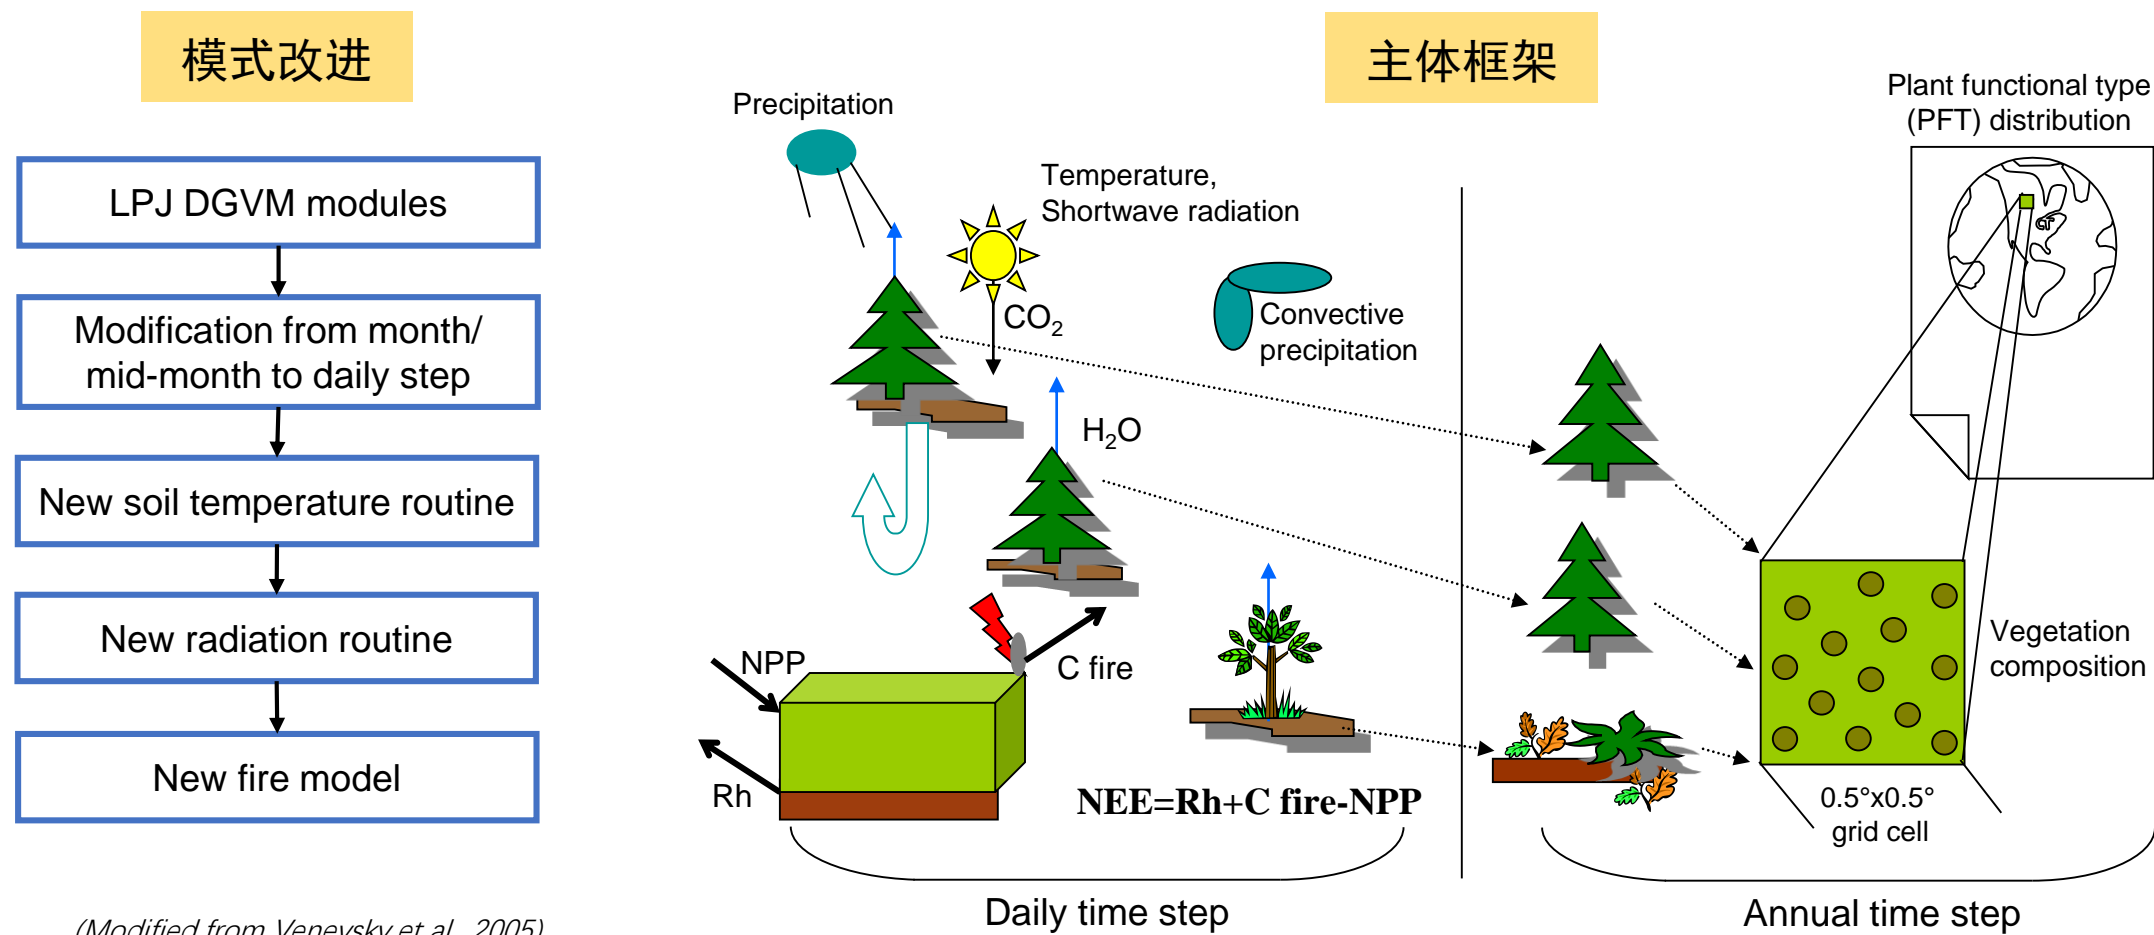 模式改进
LPJ DGVM modules
Modification from month/
mid-month to daily step
New soil temperature routine
New radiation routine
New fire model
(Modified from Venevsky et al., 2005)
主体框架
Precipitation
Temperature,
Shortwave radiation
CO₂
Convective
precipitation
H₂O
NPP
C fire
Rh
NEE=Rh+C fire-NPP
Daily time step
Plant functional type
(PFT) distribution
Vegetation
composition
0.5°x0.5°
grid cell
Annual time step